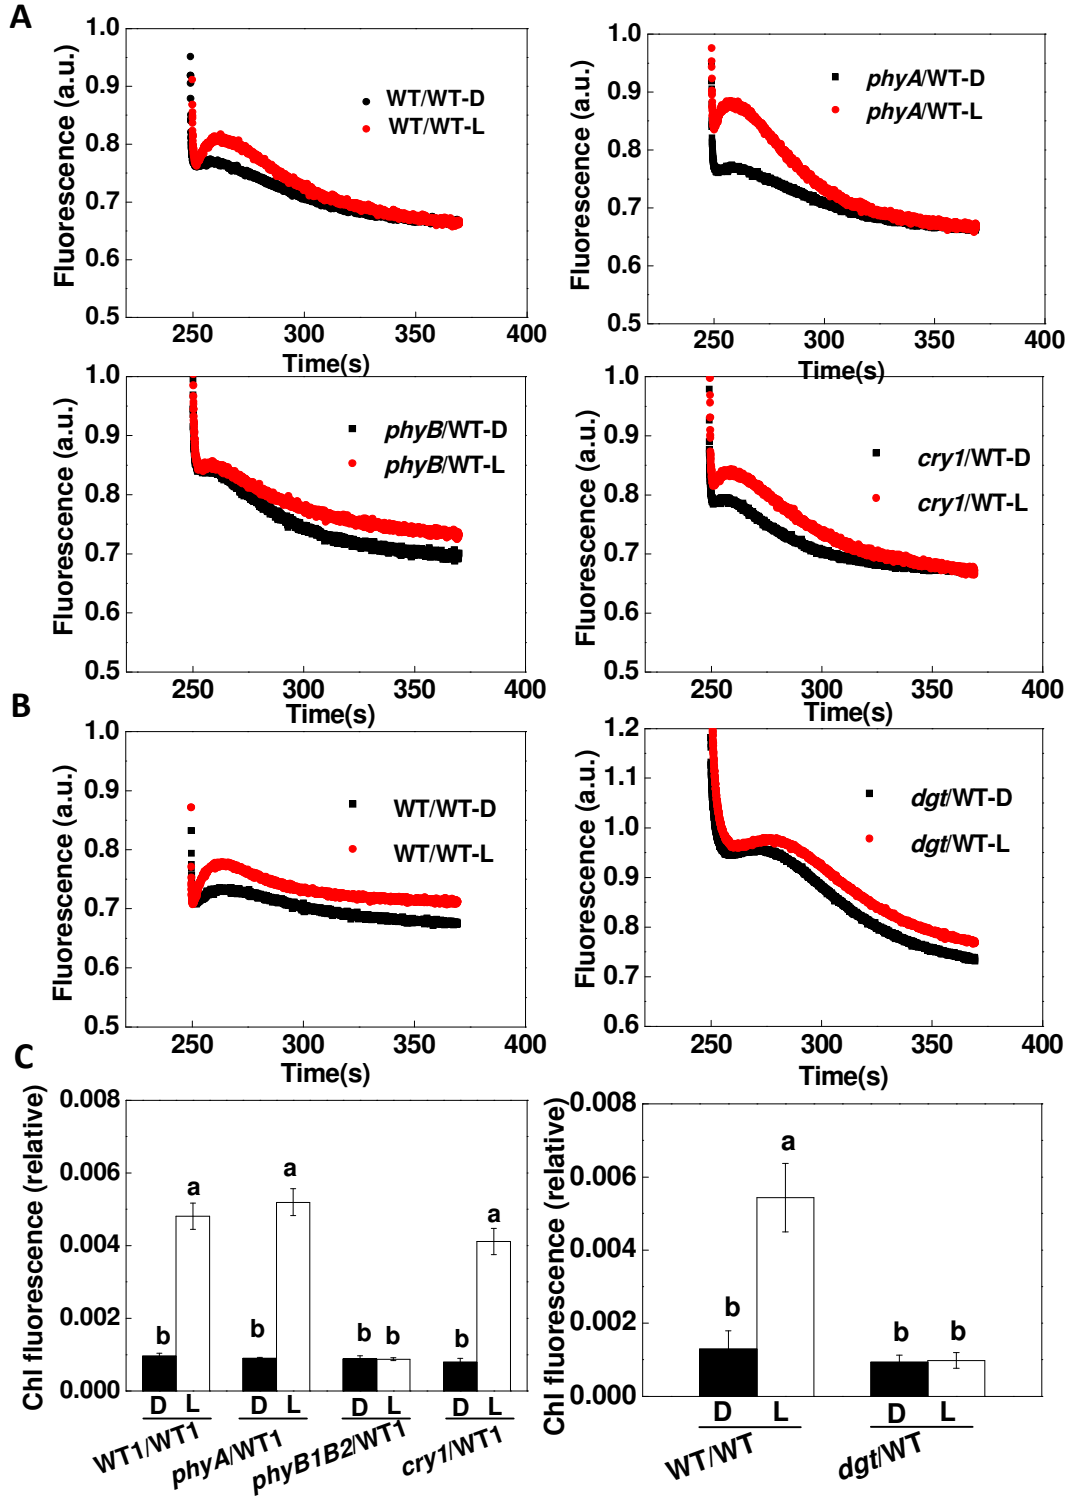 A
Fluorescence (a.u.)
1.0
0.9
0.8
0.7
0.6
0.5
WT/WT-D
WT/WT-L
250 300 350 400
Time(s)
Fluorescence (a.u.)
1.0
0.9
0.8
0.7
0.6
0.5
phyA/WT-D
phyA/WT-L
250 300 350 400
Time(s)
Fluorescence (a.u.)
1.0
0.9
0.8
0.7
0.6
0.5
phyB/WT-D
phyB/WT-L
250 300 350 400
Time(s)
Fluorescence (a.u.)
1.0
0.9
0.8
0.7
0.6
0.5
cry1/WT-D
cry1/WT-L
250 300 350 400
Time(s)
B
Fluorescence (a.u.)
1.0
0.9
0.8
0.7
0.6
0.5
WT/WT-D
WT/WT-L
250 300 350 400
Time(s)
Fluorescence (a.u.)
1.2
1.1
1.0
0.9
0.8
0.7
0.6
dgt/WT-D
dgt/WT-L
250 300 350 400
Time(s)
C
Chl fluorescence (relative)
0.008
0.006
0.004
0.002
0.000
b a b a b b b a
D L D L D L D L
WT1/WT1 phyA/WT1 phyB1B2/WT1 cry1/WT1
Chl fluorescence (relative)
0.008
0.006
0.004
0.002
0.000
b a b b
D L D L
WT/WT dgt/WT